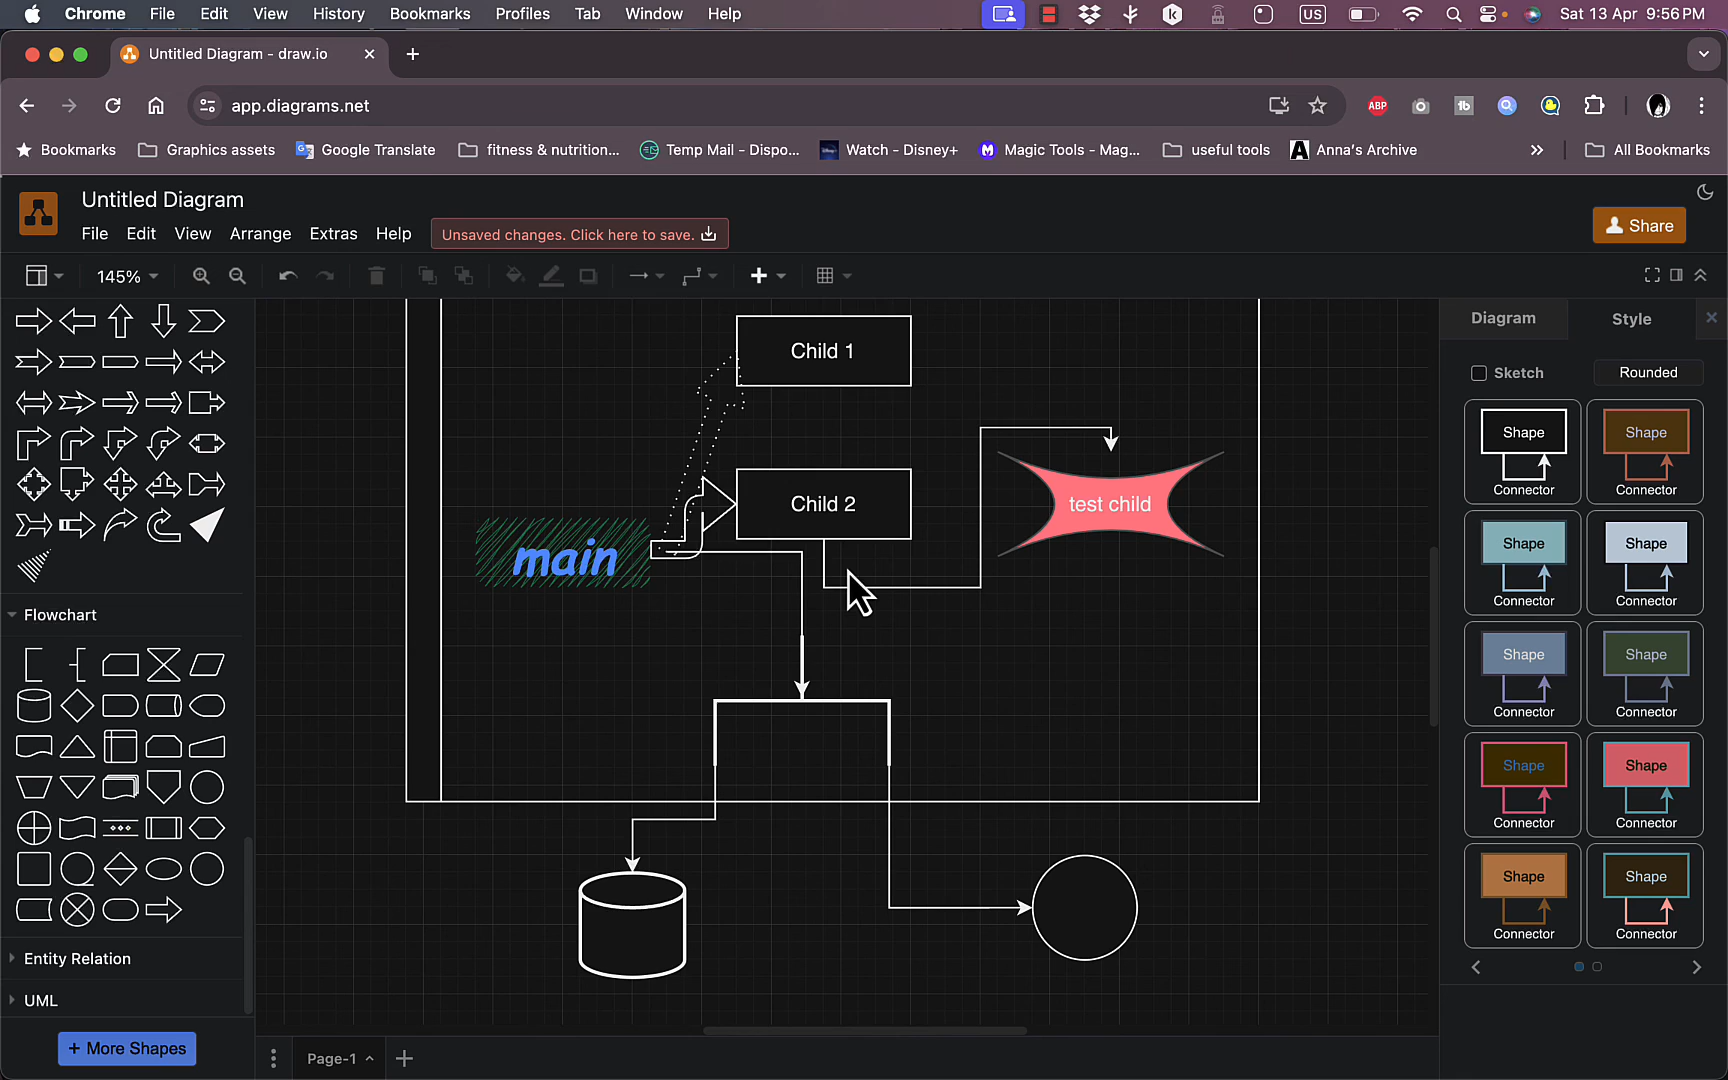 Chrome File Edit View History Bookmarks Profiles Tab Window Help US Sat 13 Apr 9:56 PM
Untitled Diagram - draw.io
app.diagrams.net ABP tb
Bookmarks Graphics assets Google Translate fitness & nutrition... Temp Mail - Dispo... Watch - Disney+ Magic Tools - Mag... useful tools Anna's Archive All Bookmarks
Untitled Diagram
File Edit View Arrange Extras Help Unsaved changes. Click here to save. Share
145%
Diagram Style
Sketch Rounded
Child 1
Child 2
test child
main
Shape Shape
Connector Connector
Shape Shape
Connector Connector
Shape Shape
Connector Connector
Shape Shape
Connector Connector
Shape Shape
Connector Connector
Flowchart
Entity Relation
UML
+ More Shapes
Page-1